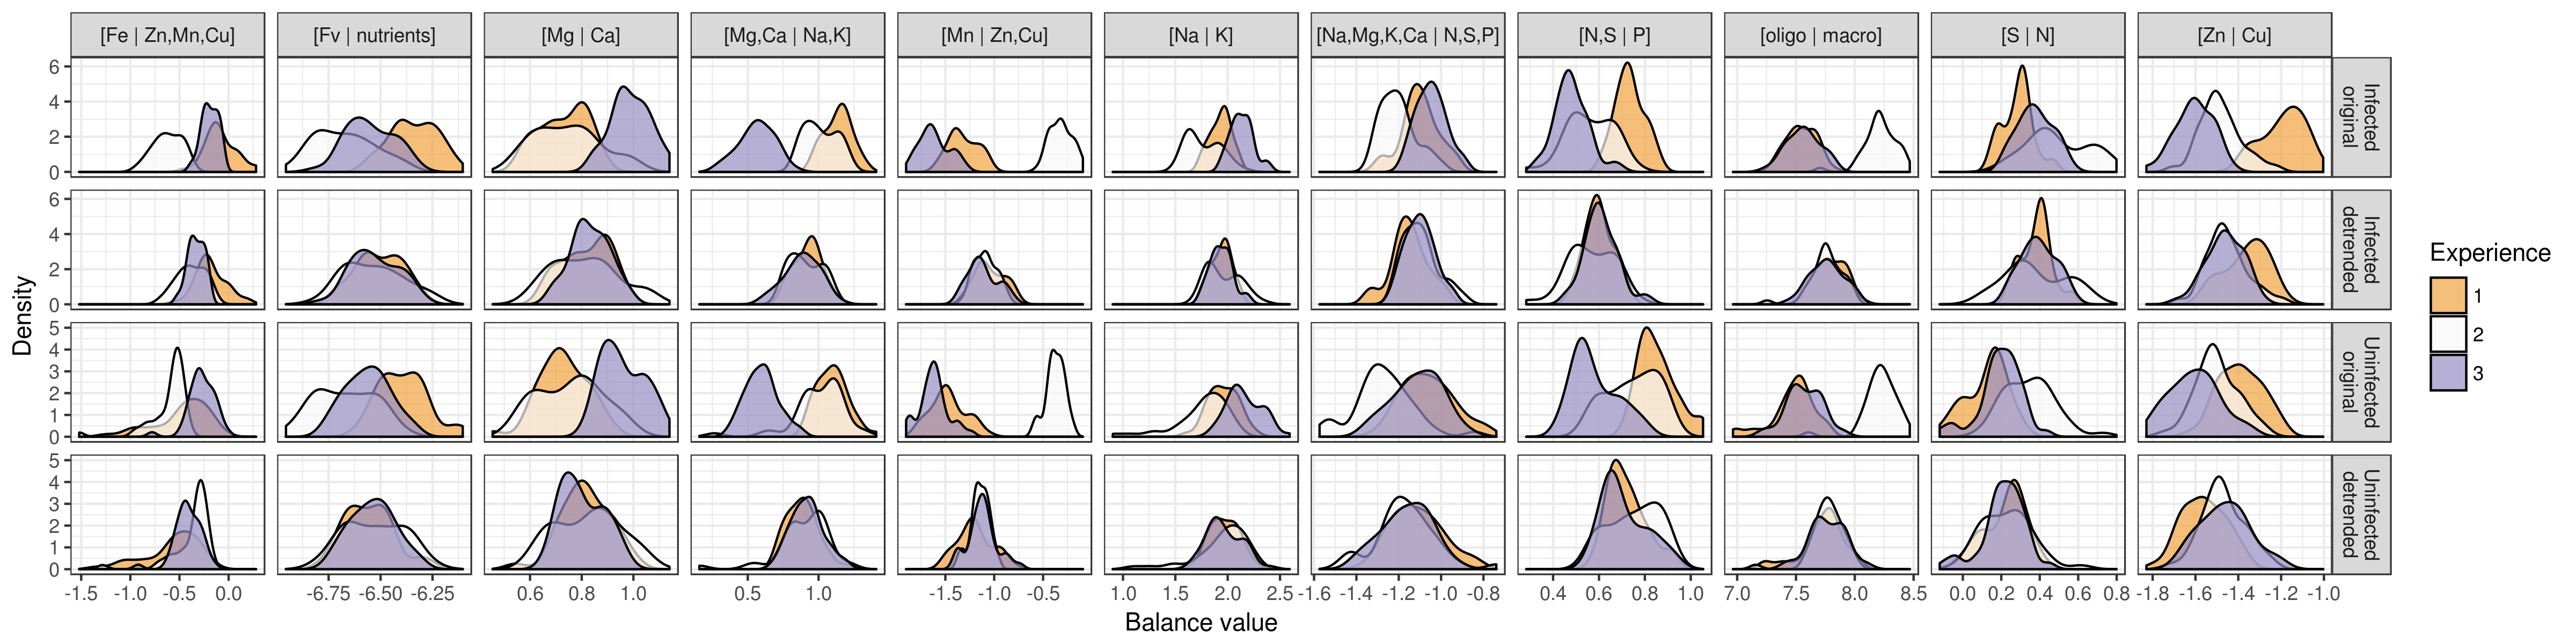 [Fe | Zn,Mn,Cu] [Fv | nutrients] [Mg | Ca] [Mg,Ca | Na,K] [Mn | Zn,Cu] [Na | K] [Na,Mg,K,Ca | N,S,P] [N,S | P] [oligo | macro] [S | N] [Zn | Cu]
6
4
2
0
Infected
original
6
4
2
0
Infected
detrended
5
4
3
2
1
0
Uninfected
original
5
4
3
2
1
0
Uninfected
detrended
Density
-1.5 -1.0 -0.5 0.0 -6.75 -6.50 -6.25 0.6 0.8 1.0 0.5 1.0 -1.5 -1.0 -0.5 1.0 1.5 2.0 2.5 -1.6 -1.4 -1.2 -1.0 -0.8 0.4 0.6 0.8 1.0 7.0 7.5 8.0 8.5 0.0 0.2 0.4 0.6 0.8 -1.8 -1.6 -1.4 -1.2 -1.0
Balance value
Experience
1
2
3